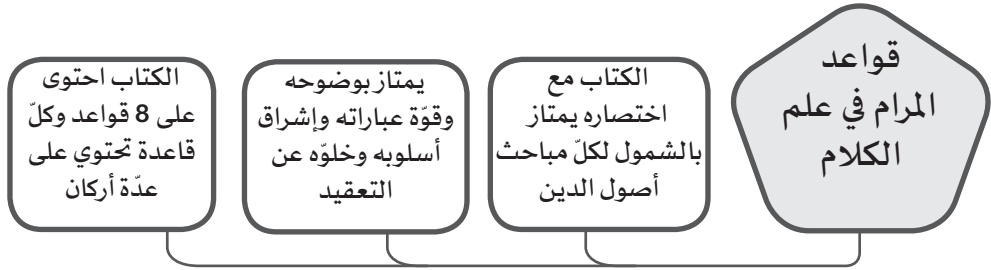 قواعد
المرام في علم
الكلام
الكتاب مع
اختصاره يمتاز
بالشمول لكلّ مباحث
أصول الدين
يمتاز بوضوحه
وقوّة عباراته وإشراق
أسلوبه وخلوّه عن
التعقيد
الكتاب احتوى
على 8 قواعد وكلّ
قاعدة تحتوي على
عدّة أركان